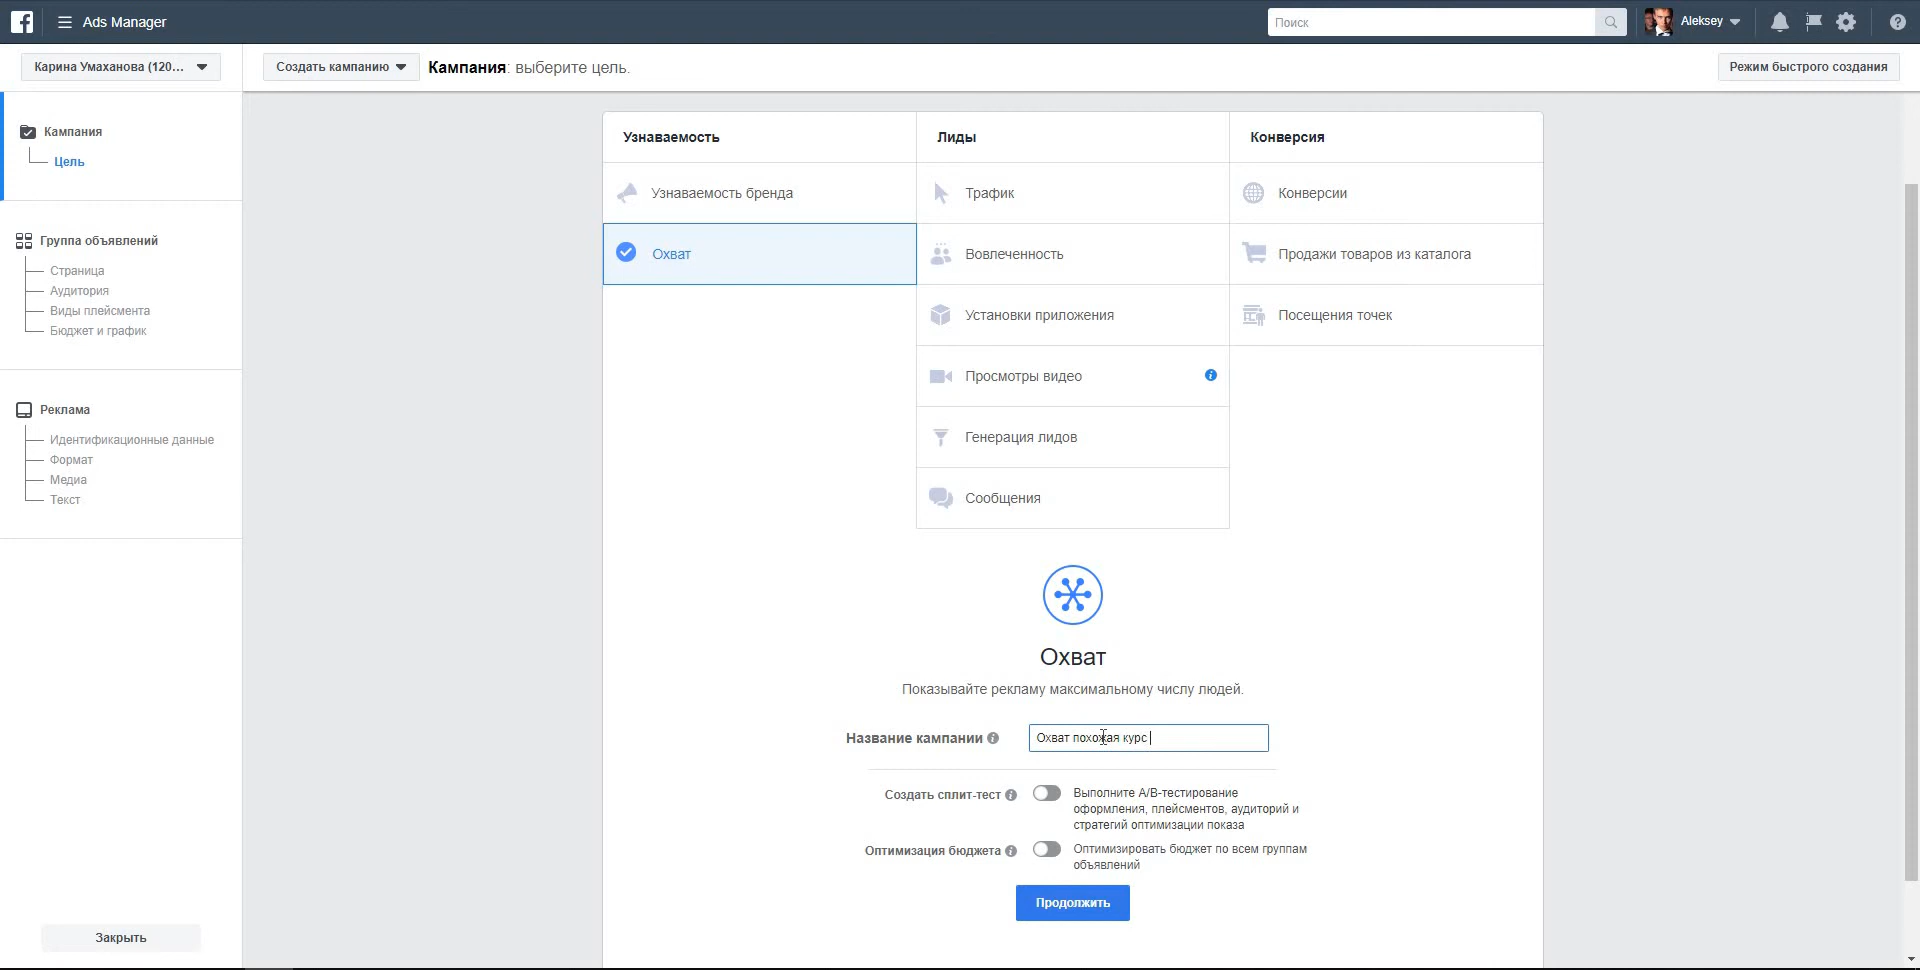 Ads Manager
Поиск
Aleksey
Карина Умаханова (120...
Создать кампанию
Кампания: выберите цель.
Режим быстрого создания
Кампания
Цель
Группа объявлений
Страница
Аудитория
Виды плейсмента
Бюджет и график
Реклама
Идентификационные данные
Формат
Медиа
Текст
Закрыть
Узнаваемость
Лиды
Конверсия
Узнаваемость бренда
Трафик
Конверсии
Охват
Вовлеченность
Продажи товаров из каталога
Установки приложения
Посещения точек
Просмотры видео
Генерация лидов
Сообщения
Охват
Показывайте рекламу максимальному числу людей.
Название кампании
Охват похожая курс
Создать сплит-тест
Выполните A/B-тестирование
оформления, плейсментов, аудиторий и
стратегий оптимизации показа
Оптимизация бюджета
Оптимизировать бюджет по всем группам
объявлений
Продолжить